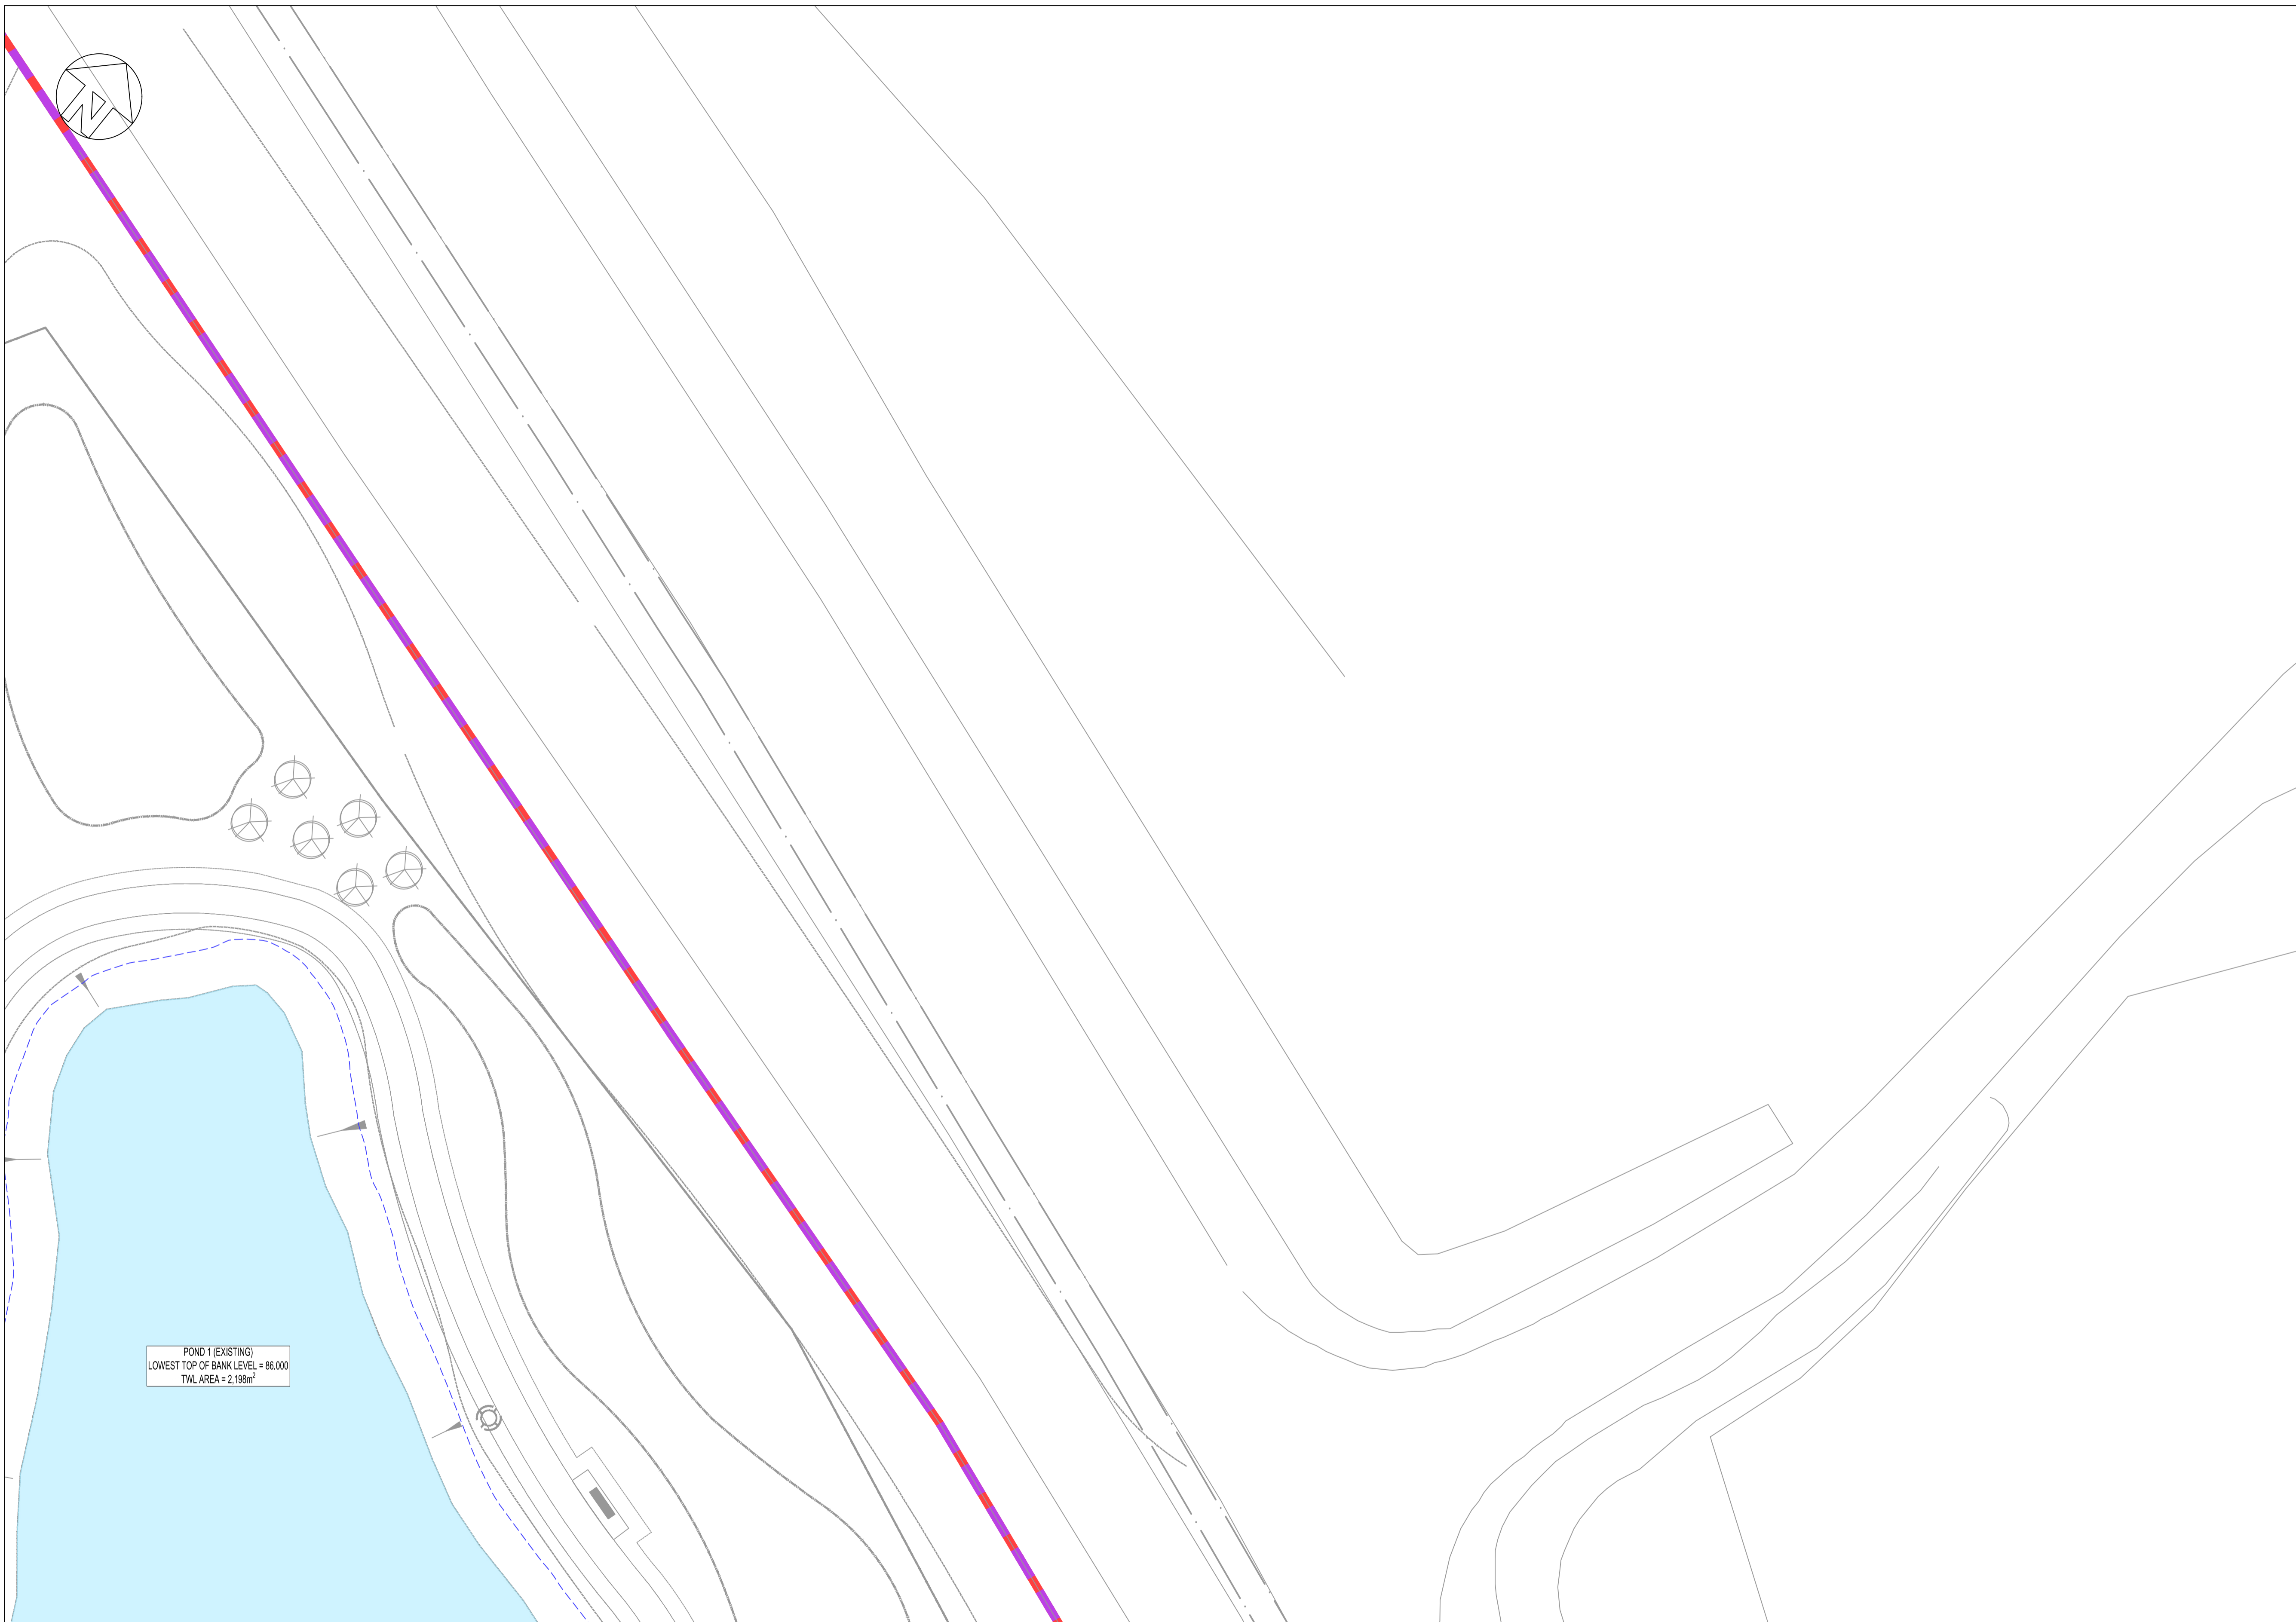 N
POND 1 (EXISTING)
LOWEST TOP OF BANK LEVEL = 86.000
TWL AREA = 2,198m²